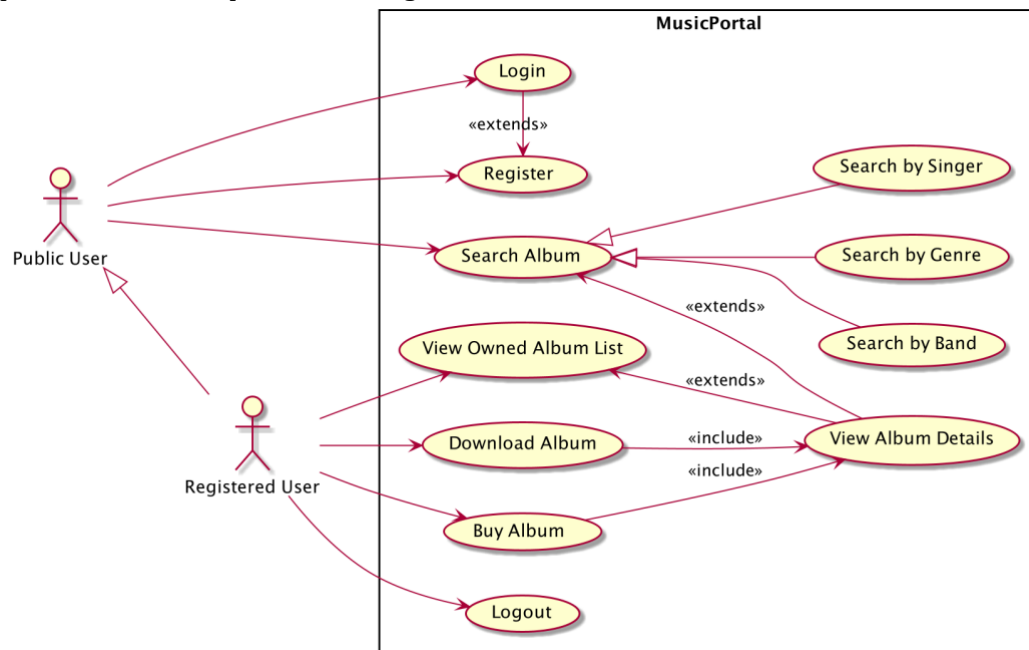 MusicPortal
Login
«extends»
Register
Search by Singer
Public User
Search Album
Search by Genre
«extends»
Search by Band
View Owned Album List
«extends»
Registered User
Download Album
«include»
View Album Details
«include»
Buy Album
Logout